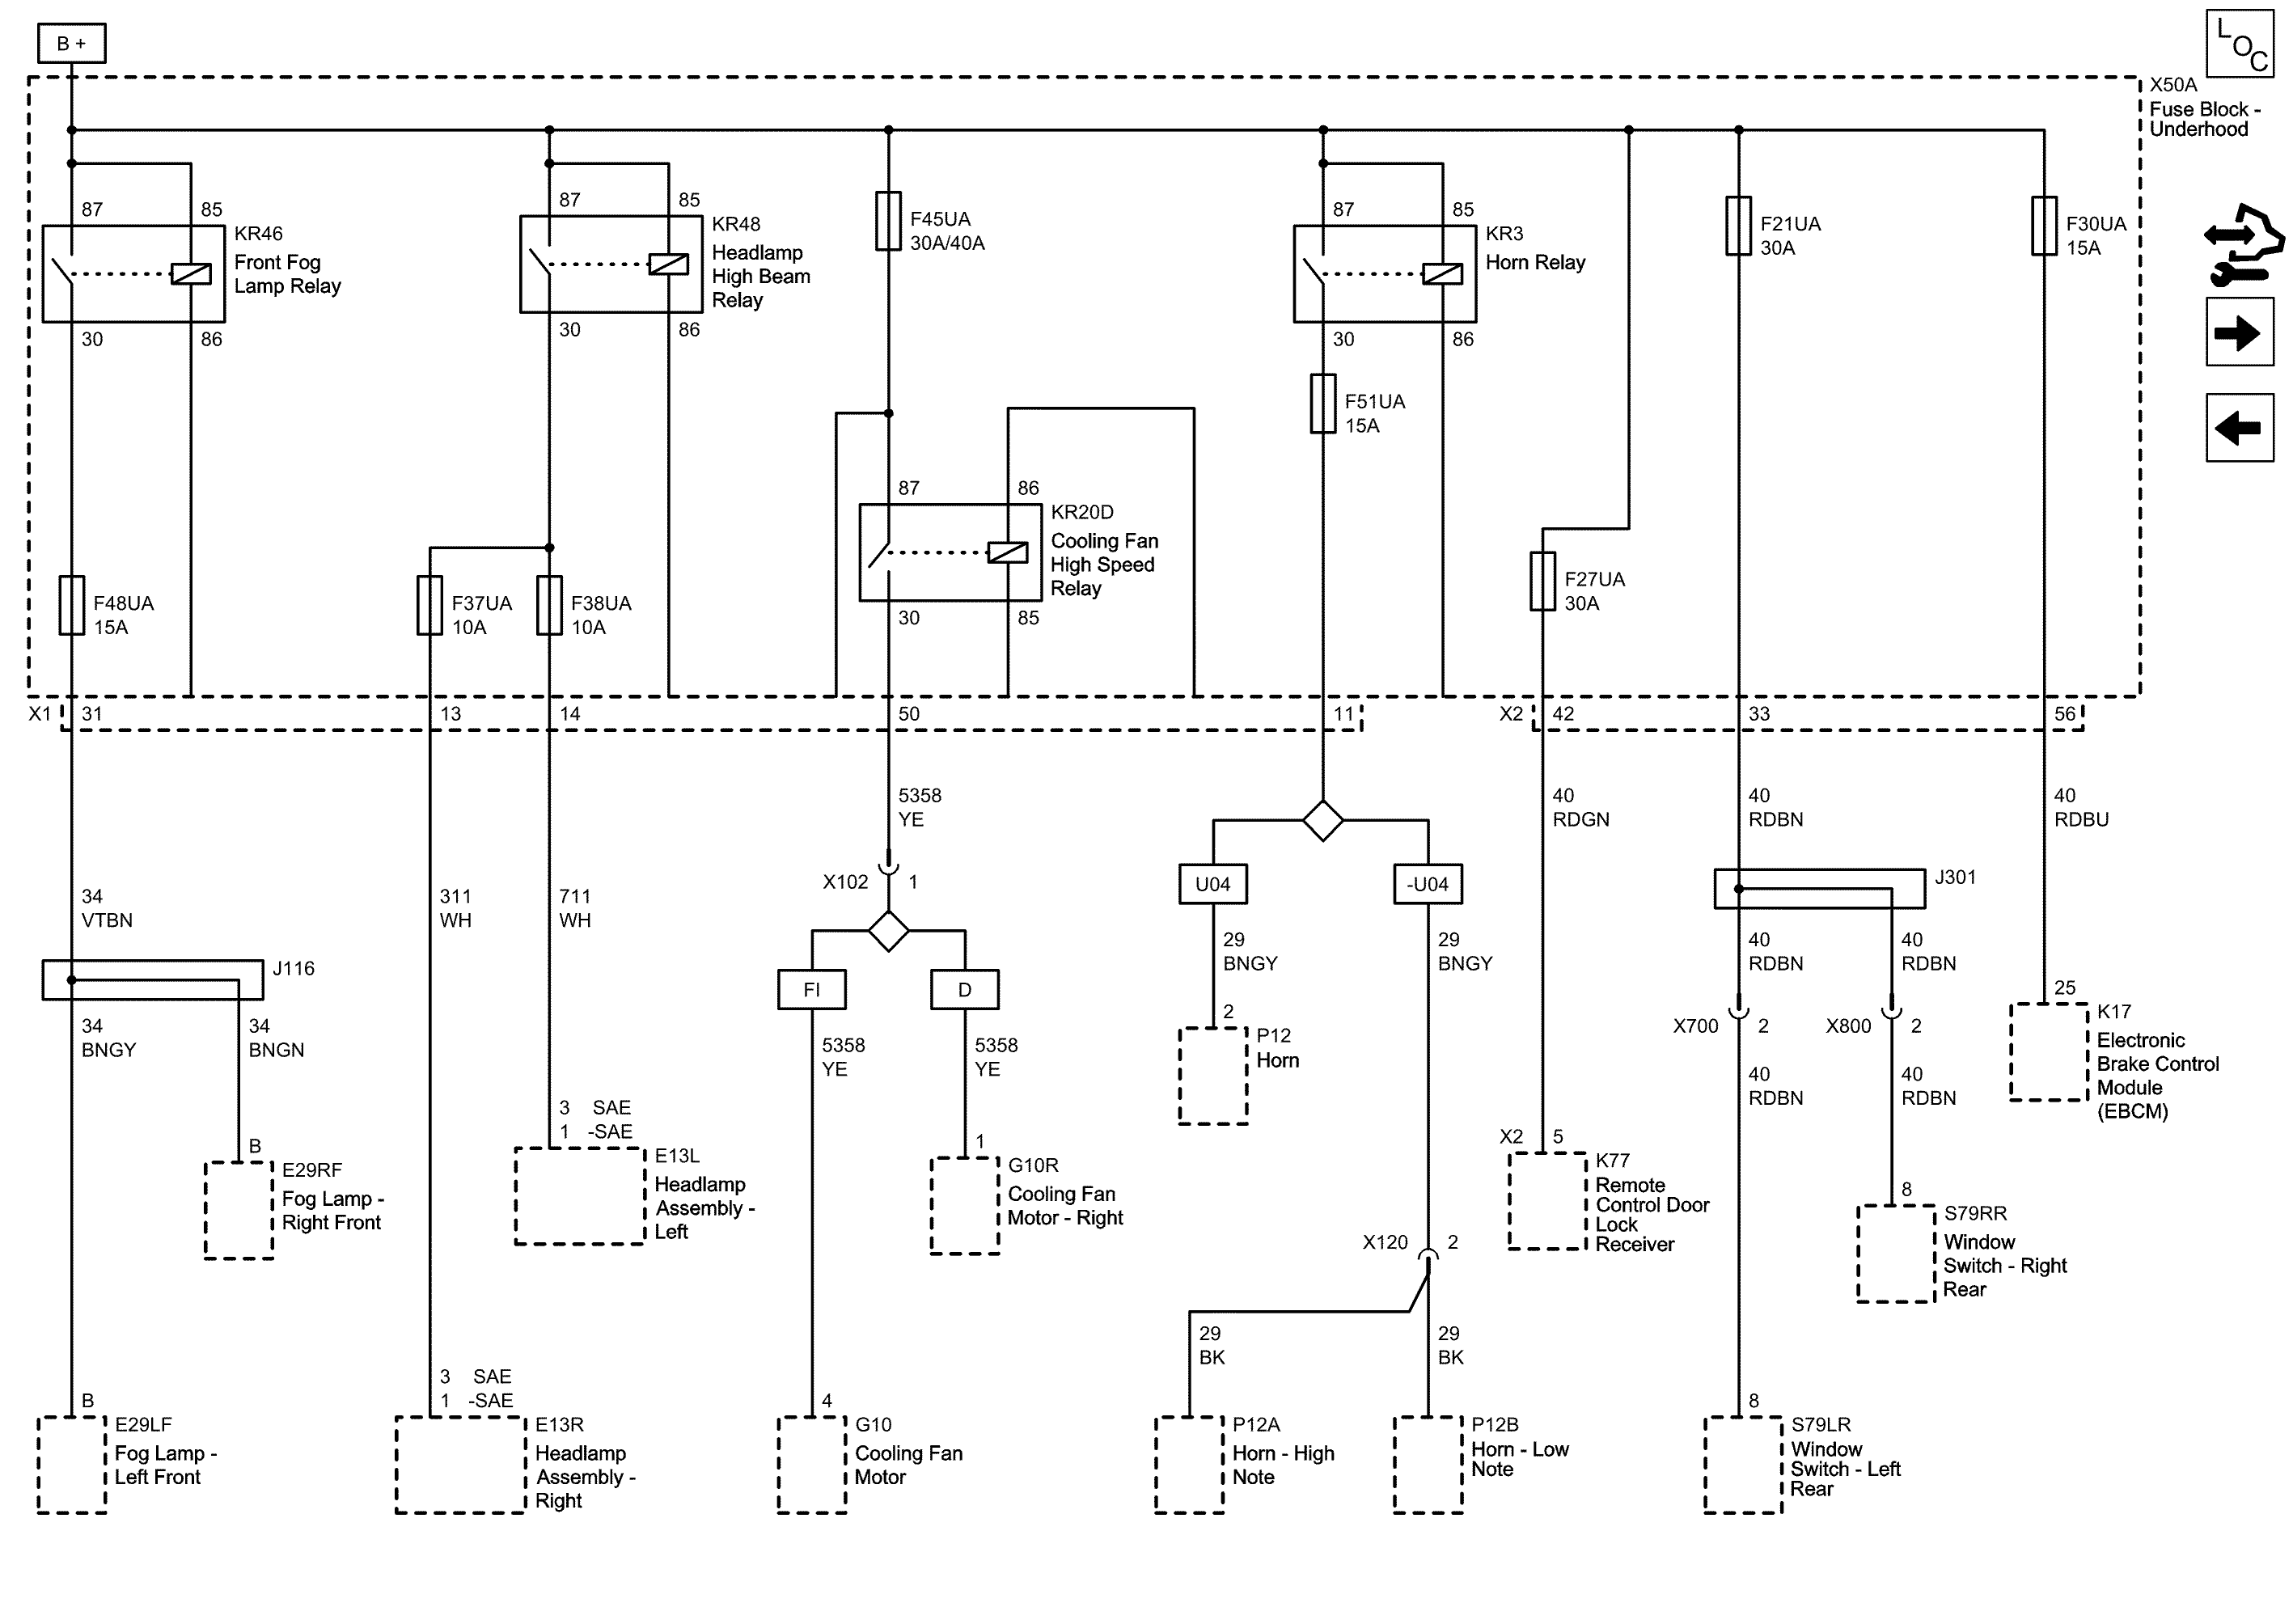 B +
L
O
C
X50A
Fuse Block -
Underhood
87
85
KR46
Front Fog
Lamp Relay
30
86
87
85
KR48
Headlamp
High Beam
Relay
30
86
F45UA
30A/40A
87
85
KR3
Horn Relay
30
86
F51UA
15A
F21UA
30A
F30UA
15A
87
86
KR20D
Cooling Fan
High Speed
Relay
30
85
F48UA
15A
F37UA
10A
F38UA
10A
F27UA
30A
X1
31
13
14
50
11
X2
42
33
56
5358
YE
40
RDGN
40
RDBN
40
RDBU
34
VTBN
311
WH
711
WH
X102
1
U04
-U04
J301
FI
D
29
BNGY
29
BNGY
40
RDBN
40
RDBN
J116
34
BNGY
34
BNGN
5358
YE
5358
YE
2
P12
Horn
X700
2
X800
2
25
K17
Electronic
Brake Control
Module
(EBCM)
40
RDBN
40
RDBN
B
E29RF
Fog Lamp -
Right Front
3 SAE
1 -SAE
E13L
Headlamp
Assembly -
Left
1
G10R
Cooling Fan
Motor - Right
X2
5
K77
Remote
Control Door
Lock
Receiver
8
S79RR
Window
Switch - Right
Rear
X120
2
29
BK
29
BK
B
E29LF
Fog Lamp -
Left Front
3 SAE
1 -SAE
E13R
Headlamp
Assembly -
Right
4
G10
Cooling Fan
Motor
P12A
Horn - High
Note
P12B
Horn - Low
Note
8
S79LR
Window
Switch - Left
Rear